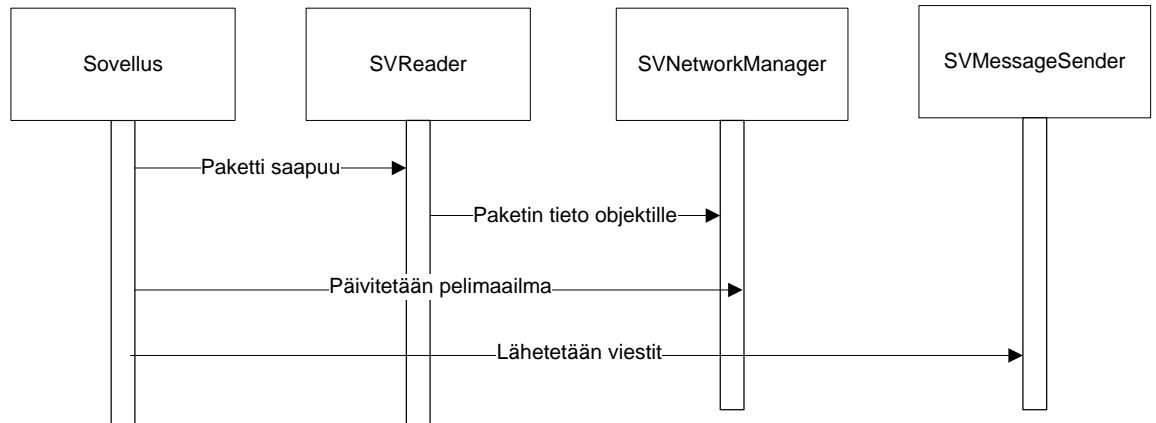 Sovellus
SVReader
SVNetworkManager
SVMessageSender
Paketti saapuu
Paketin tieto objektille
Päivitetään pelimaailma
Lähetetään viestit